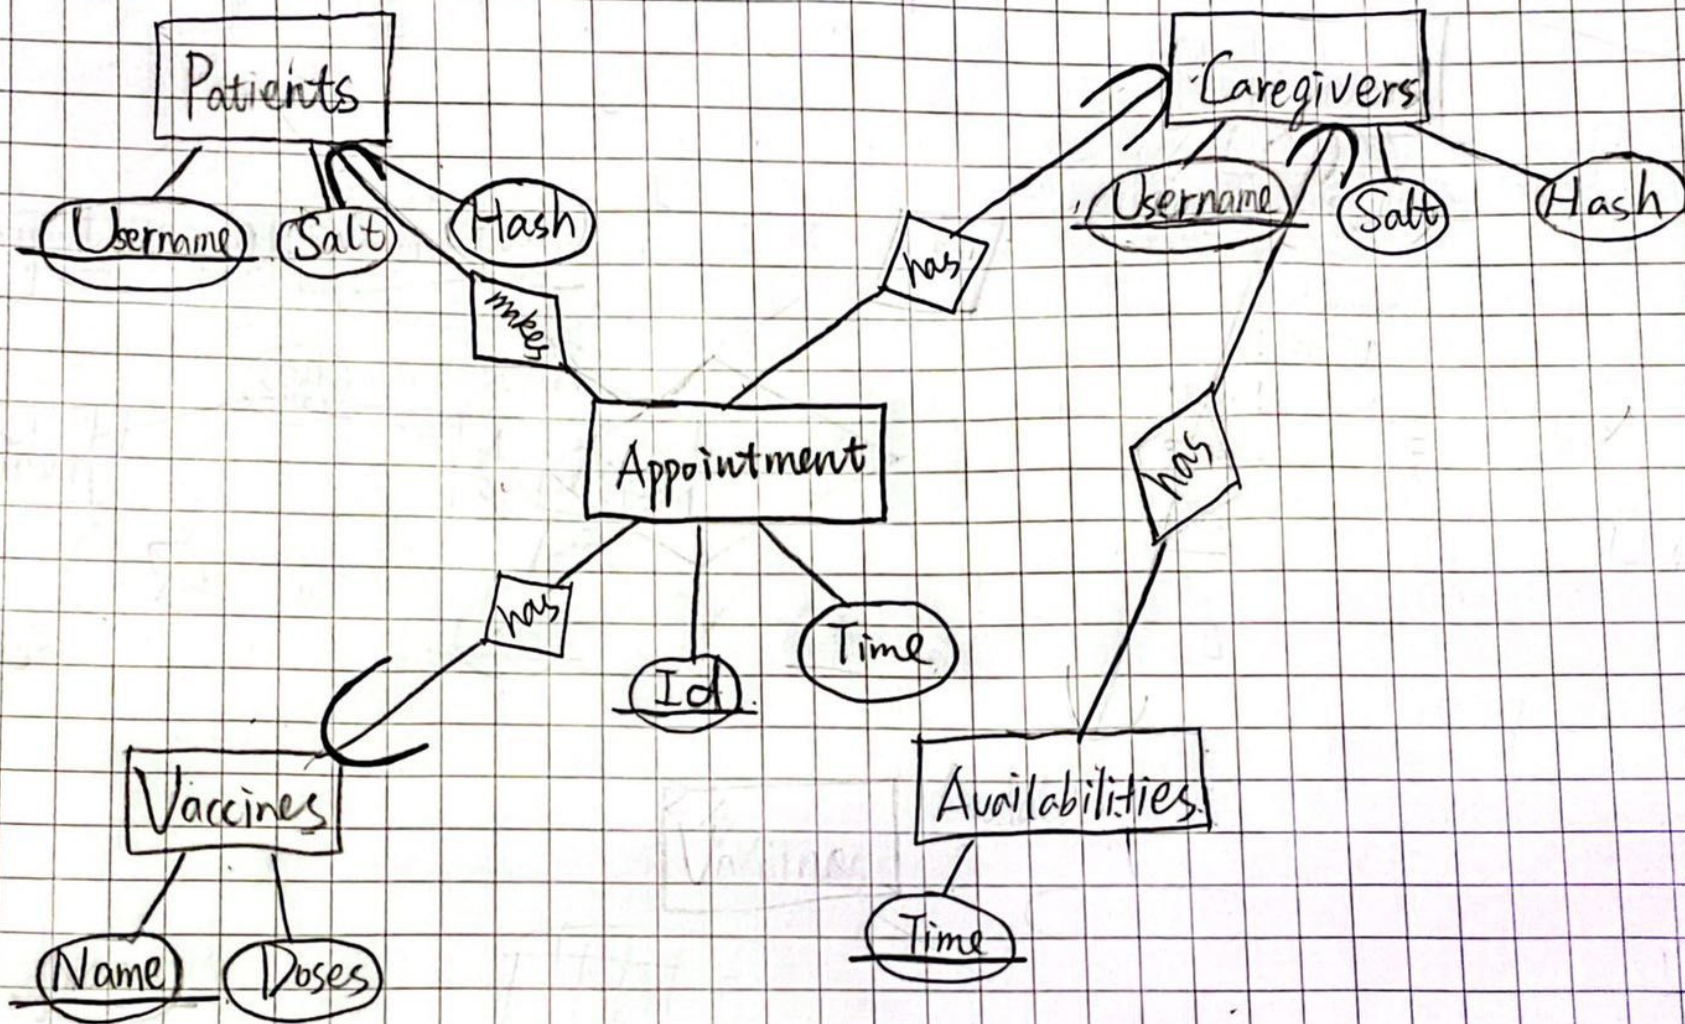 Patients
Caregivers
Username
Salt
Hash
Username
Salt
Hash
makes
has
has
Appointment
has
Id
Time
Vaccines
Availabilities
Name
Doses
Time